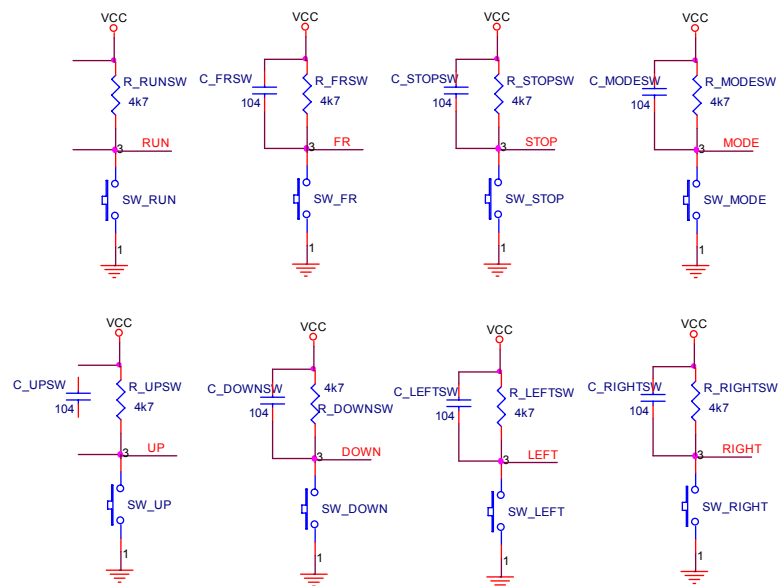 VCC VCC VCC VCC
C_FRSW C_STOPSW C_MODESW
R_RUNSW R_FRSW R_STOPSW R_MODESW
4k7 104 4k7 104 4k7 104 4k7
RUN FR STOP MODE
3 3 3 3
SW_RUN SW_FR SW_STOP SW_MODE
1 1 1 1
VCC VCC VCC VCC
C_UPSW R_UPSW C_DOWNSW 4k7 C_LEFTSW R_LEFTSW C_RIGHTSW R_RIGHTSW
104 4k7 104 R_DOWNSW 104 4k7 104 4k7
UP DOWN LEFT RIGHT
3 3 3 3
SW_UP SW_DOWN SW_LEFT SW_RIGHT
1 1 1 1